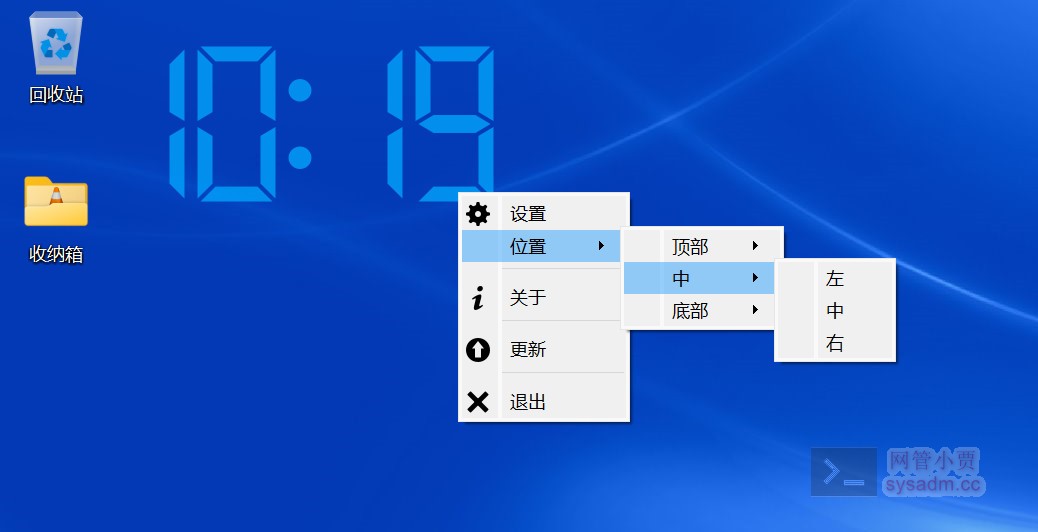 10:19
回收站
收纳箱
设置
位置
关于
更新
退出
顶部
中
底部
左
中
右
网管小贾
sysadm.cc